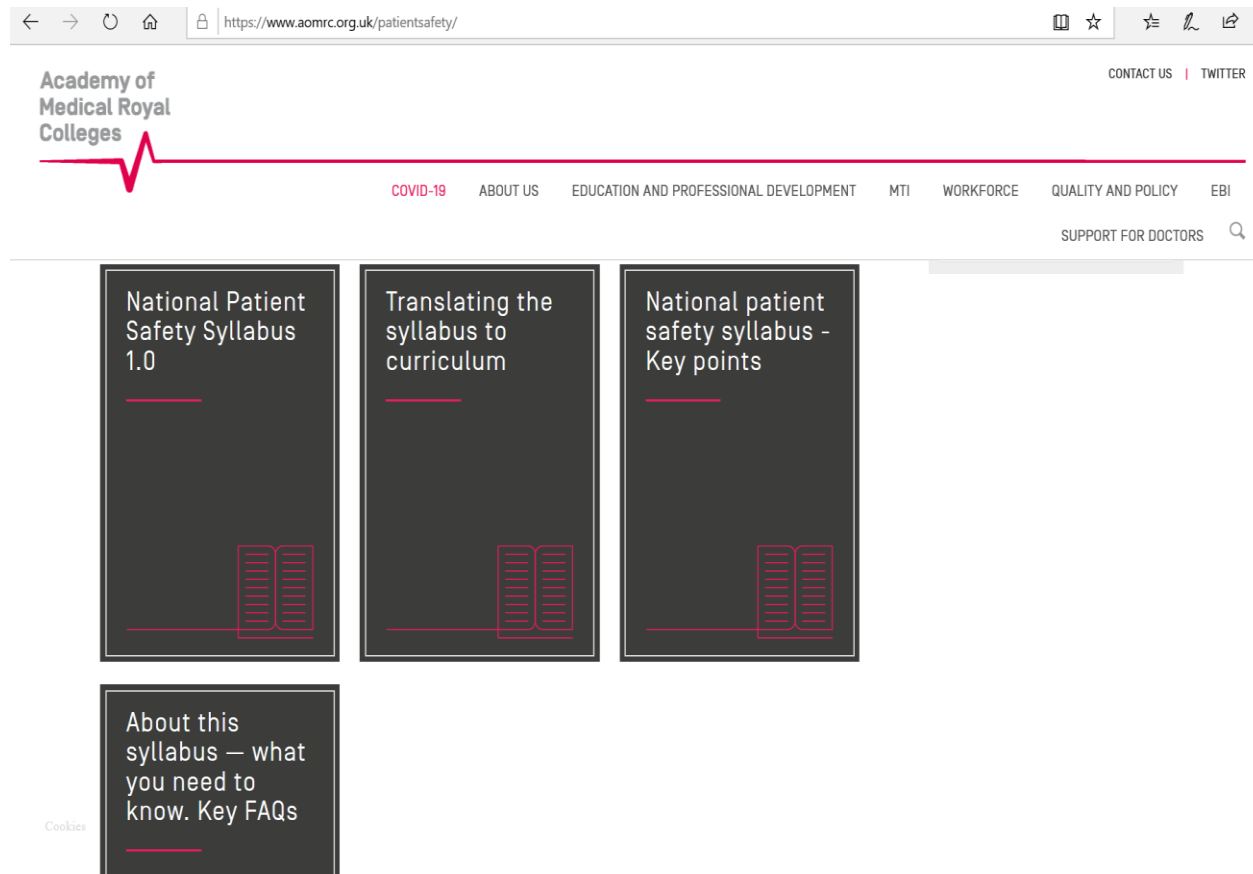 https://www.aomrc.org.uk/patientsafety/
Academy of
Medical Royal
Colleges
CONTACT US | TWITTER
COVID-19 ABOUT US EDUCATION AND PROFESSIONAL DEVELOPMENT MTI WORKFORCE QUALITY AND POLICY EBI
SUPPORT FOR DOCTORS
National Patient
Safety Syllabus
1.0
Translating the
syllabus to
curriculum
National patient
safety syllabus -
Key points
About this
syllabus — what
you need to
know. Key FAQs
Cookies